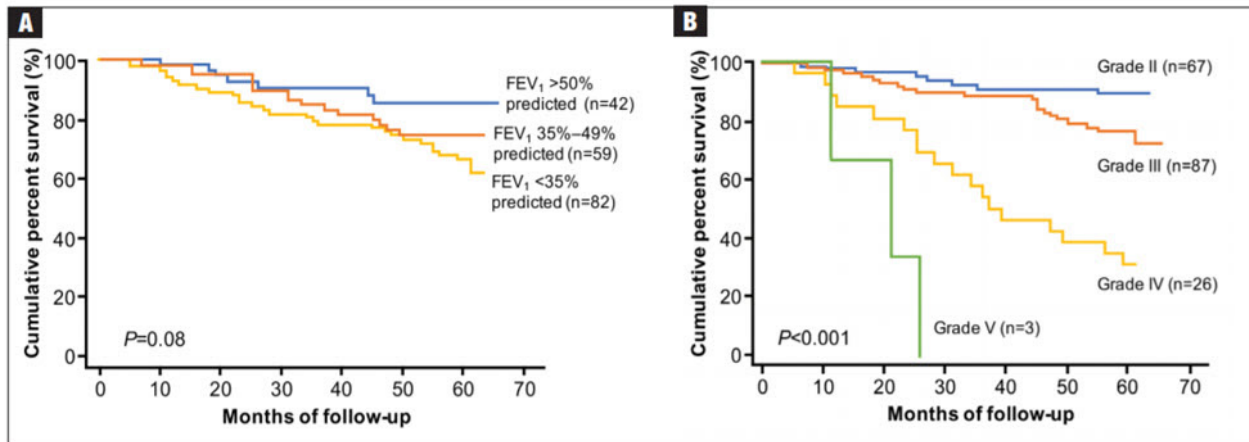 A
Cumulative percent survival (%)
100
80
60
40
20
0
FEV₁ >50%
predicted (n=42)
FEV₁ 35%–49%
predicted (n=59)
FEV₁ <35%
predicted (n=82)
P=0.08
0 10 20 30 40 50 60 70
Months of follow-up
B
Cumulative percent survival (%)
100
80
60
40
20
0
Grade II (n=67)
Grade III (n=87)
Grade IV (n=26)
Grade V (n=3)
P<0.001
0 10 20 30 40 50 60 70
Months of follow-up